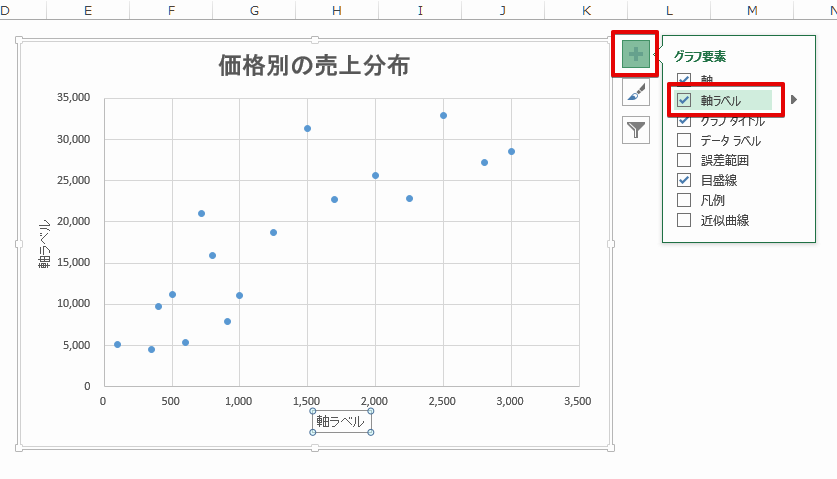 D E F G H I J K L M N
価格別の売上分布
グラフ要素
軸
軸ラベル
グラフ タイトル
データ ラベル
誤差範囲
目盛線
凡例
近似曲線
35,000
30,000
25,000
20,000
15,000
10,000
5,000
0
軸ラベル
0 500 1,000 1,500 2,000 2,500 3,000 3,500
軸ラベル